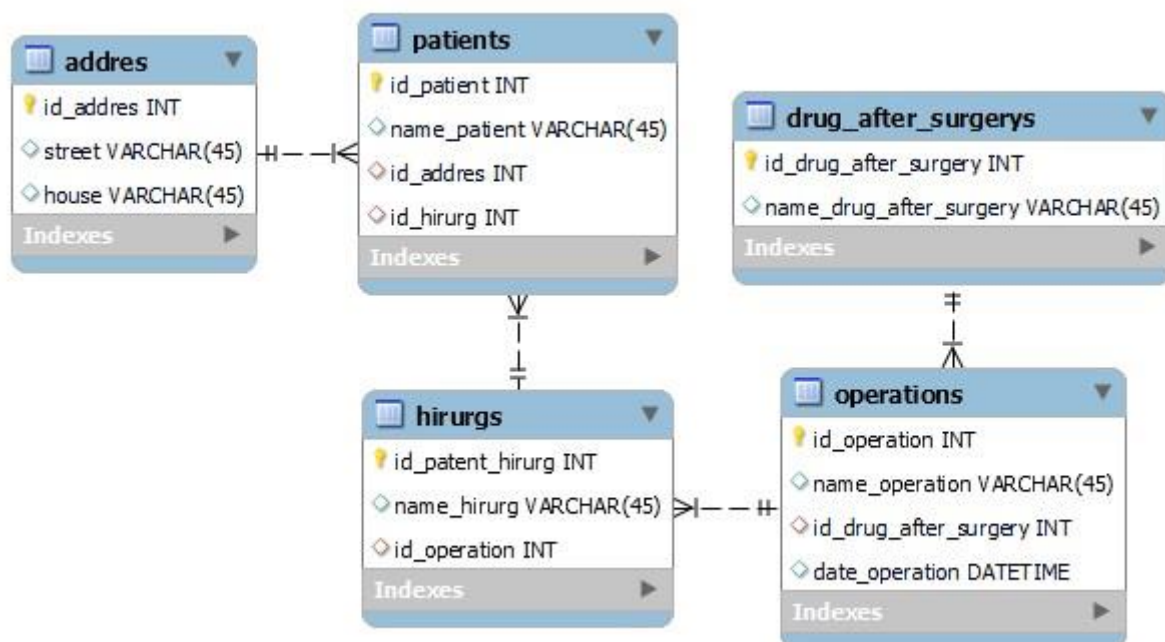 addres
id_addres INT
street VARCHAR(45)
house VARCHAR(45)
Indexes
patients
id_patient INT
name_patient VARCHAR(45)
id_addres INT
id_hirurg INT
Indexes
drug_after_surgerys
id_drug_after_surgery INT
name_drug_after_surgery VARCHAR(45)
Indexes
hirurgs
id_patent_hirurg INT
name_hirurg VARCHAR(45)
id_operation INT
Indexes
operations
id_operation INT
name_operation VARCHAR(45)
id_drug_after_surgery INT
date_operation DATETIME
Indexes